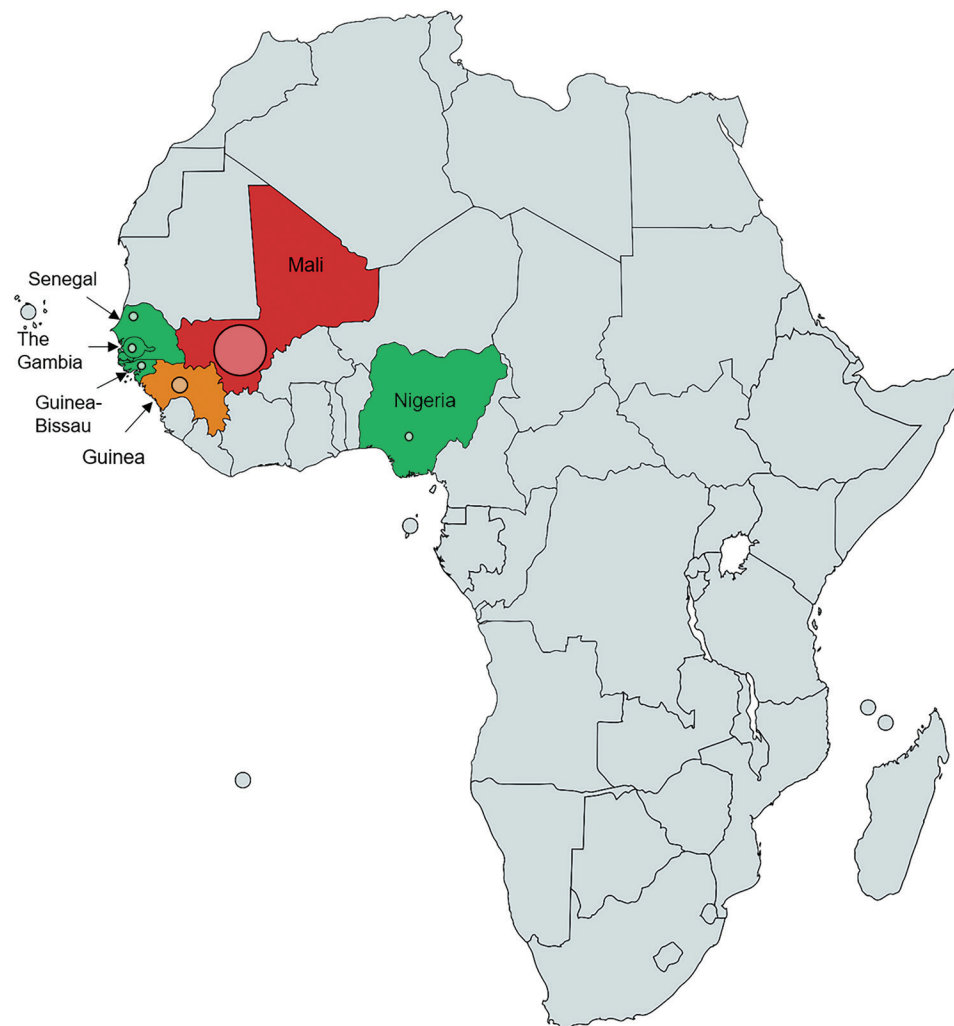 Mali
Senegal
The
Gambia
Nigeria
Guinea-
Bissau
Guinea